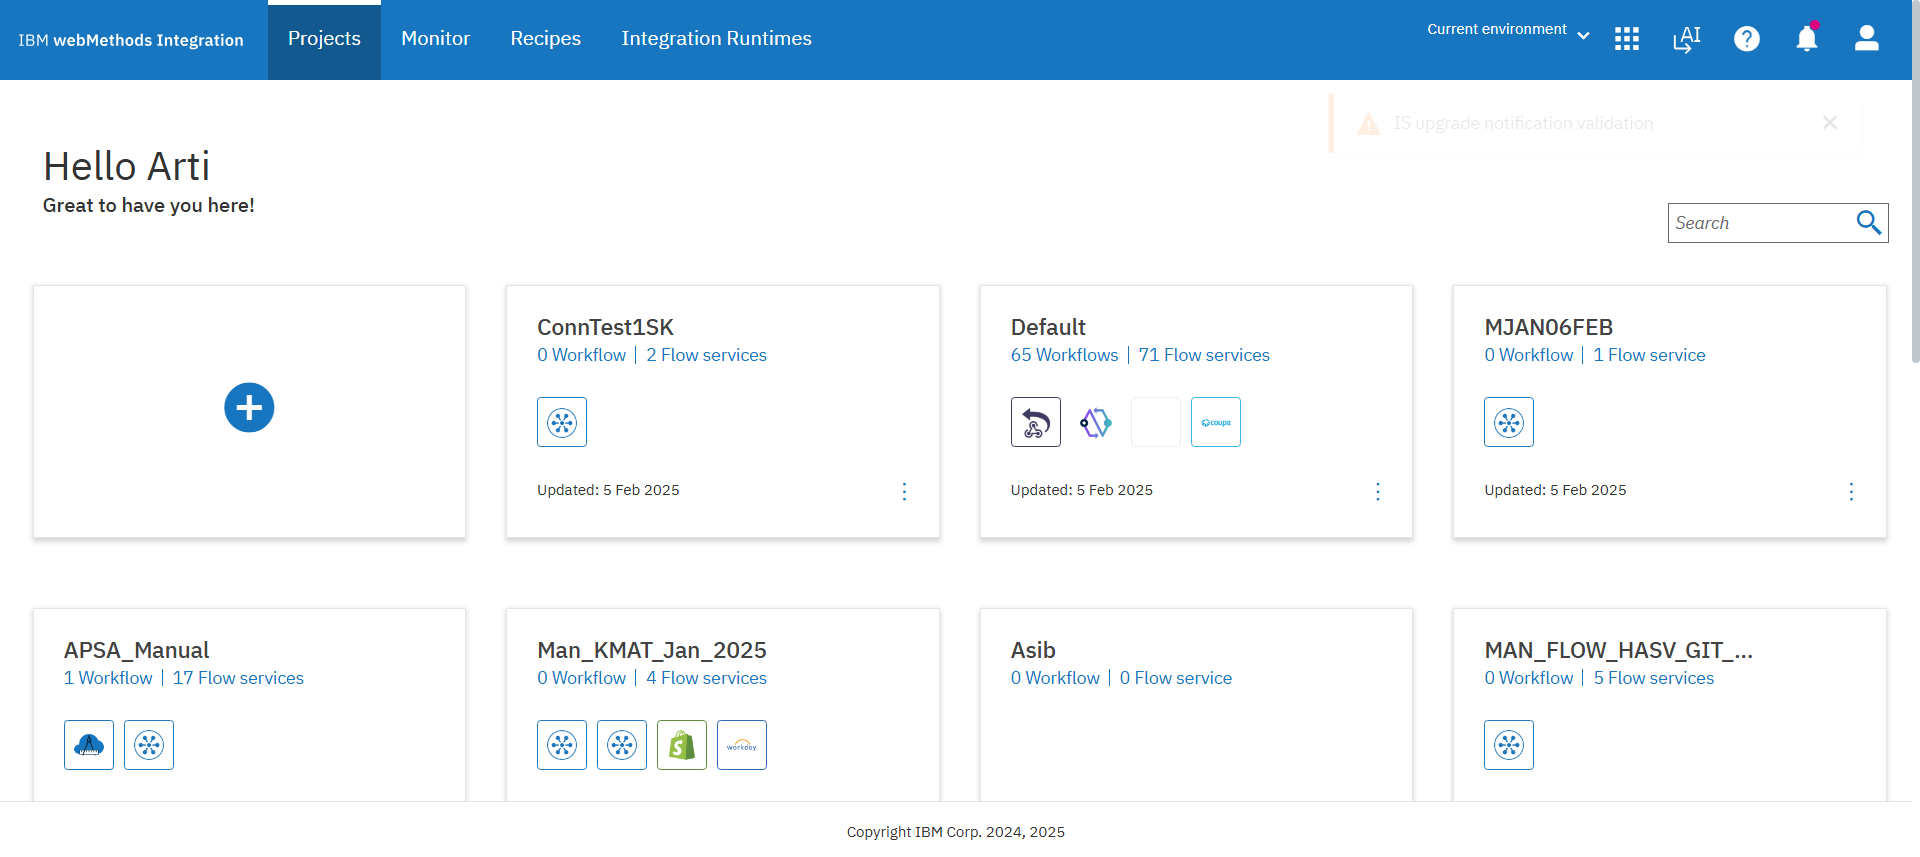 IBM webMethods Integration
Projects
Monitor
Recipes
Integration Runtimes
Current environment
AI
?
IS upgrade notification validation
Hello Arti
Great to have you here!
Search
ConnTest1SK
0 Workflow | 2 Flow services
Updated: 5 Feb 2025
Default
65 Workflows | 71 Flow services
coupa
Updated: 5 Feb 2025
MJAN06FEB
0 Workflow | 1 Flow service
Updated: 5 Feb 2025
APSA_Manual
1 Workflow | 17 Flow services
Man_KMAT_Jan_2025
0 Workflow | 4 Flow services
workday
Asib
0 Workflow | 0 Flow service
MAN_FLOW_HASV_GIT_...
0 Workflow | 5 Flow services
Copyright IBM Corp. 2024, 2025